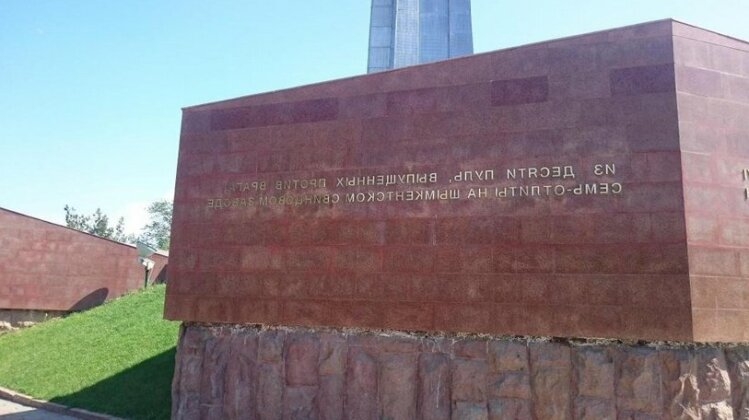 ИЗ ДЕСЯТИ ПУЛЬ, ВЫПУЩЕННЫХ ПРОТИВ ВРАГА,
СЕМЬ-ОТЛИТЫ НА ШЫМКЕНТСКОМ СВИНЦОВОМ ЗАВОДЕ